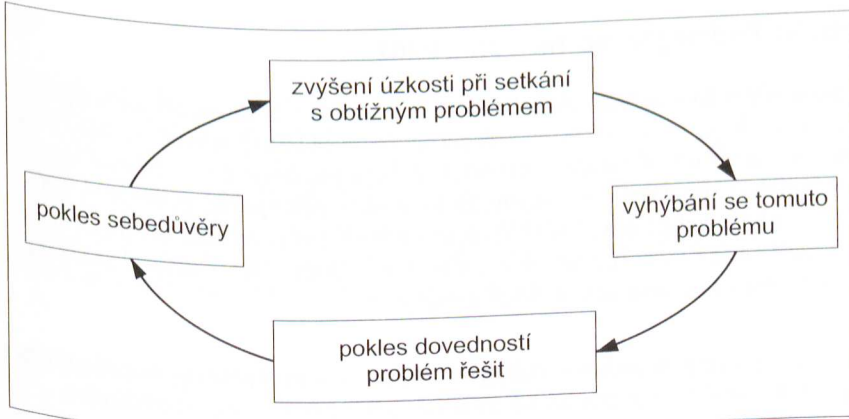 zvýšení úzkosti při setkání
s obtížným problémem
vyhýbání se tomuto
problému
pokles dovedností
problém řešit
pokles sebedůvěry